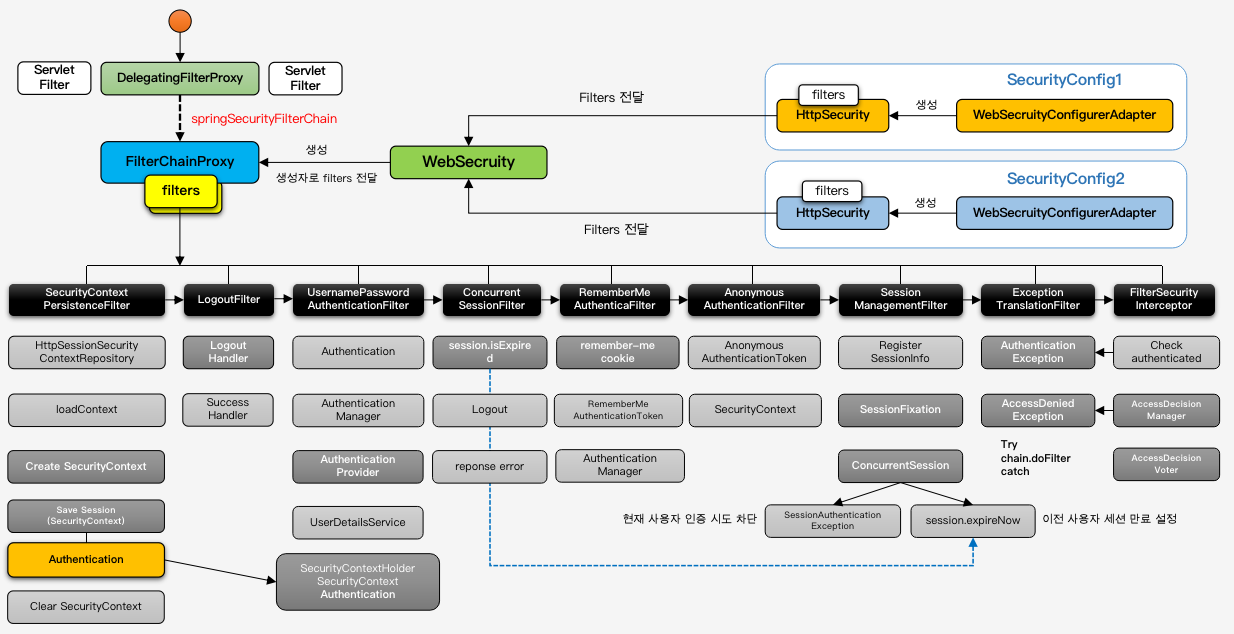 Servlet
Filter
DelegatingFilterProxy
Servlet
Filter
springSecurityFilterChain
FilterChainProxy
filters
생성
생성자로 filters 전달
WebSecruity
Filters 전달
Filters 전달
SecurityConfig1
filters
HttpSecurity
생성
WebSecruityConfigurerAdapter
SecurityConfig2
filters
HttpSecurity
생성
WebSecruityConfigurerAdapter
SecurityContext
PersistenceFilter
LogoutFilter
UsernamePassword
AuthenticationFilter
Concurrent
SessionFilter
RememberMe
AuthenticaFilter
Anonymous
AuthenticationFilter
Session
ManagementFilter
Exception
TranslationFilter
FilterSecurity
Interceptor
HttpSessionSecurity
ContextRepository
Logout
Handler
Authentication
session.isExpire
d
remember-me
cookie
Anonymous
AuthenticationToken
Register
SessionInfo
Authentication
Exception
Check
authenticated
loadContext
Success
Handler
Authentication
Manager
Logout
RememberMe
AuthenticationToken
SecurityContext
SessionFixation
AccessDenied
Exception
AccessDecision
Manager
Create SecurityContext
Authentication
Provider
reponse error
Authentication
Manager
ConcurrentSession
Try
chain.doFilter
catch
AccessDecision
Voter
Save Session
(SecurityContext)
UserDetailsService
현재 사용자 인증 시도 차단
SessionAuthentication
Exception
session.expireNow
이전 사용자 세션 만료 설정
Authentication
SecurityContextHolder
SecurityContext
Authentication
Clear SecurityContext